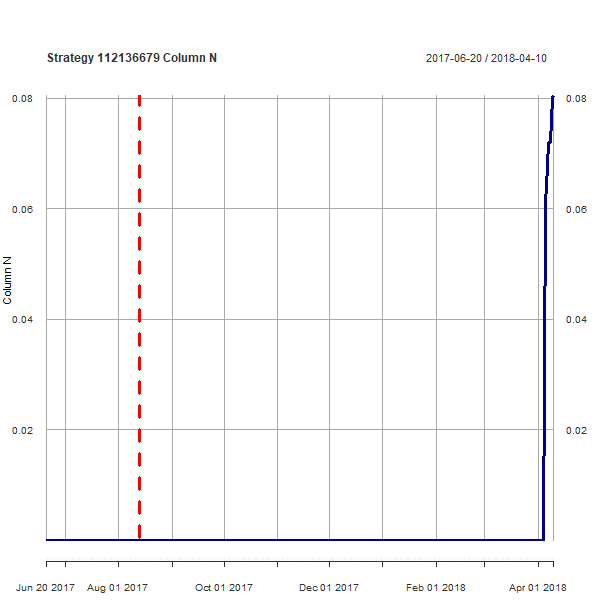 Strategy 112136679 Column N
2017-06-20 / 2018-04-10
0.08
0.08
0.06
0.06
Column N
0.04
0.04
0.02
0.02
Jun 20 2017
Aug 01 2017
Oct 01 2017
Dec 01 2017
Feb 01 2018
Apr 01 2018